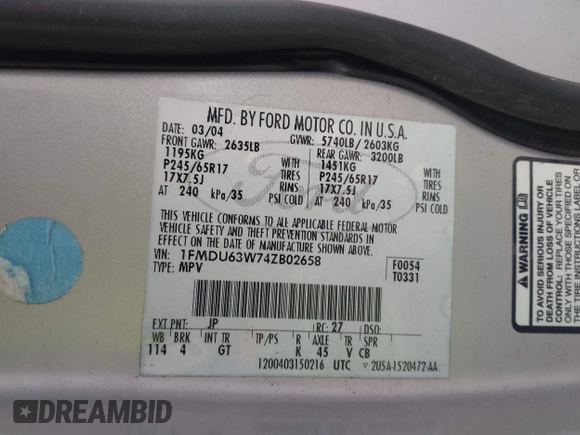 MFD. BY FORD MOTOR CO. IN U.S.A.
DATE: 03/04 GVWR: 5740LB/ 2603KG
FRONT GAWR: 2635LB REAR GAWR: 3200LB
1195KG WITH 1451KG WITH
P245/65R17 TIRES P245/65R17 TIRES
17X7.5J RIMS 17X7.5J RIMS
AT 240 kPa/35 PSI COLD AT 240 kPa/35 PSI COLD
THIS VEHICLE CONFORMS TO ALL APPLICABLE FEDERAL MOTOR
VEHICLE SAFETY AND THEFT PREVENTION STANDARDS IN
EFFECT ON THE DATE OF MANUFACTURE SHOWN ABOVE.
VIN: 1FMDU63W74ZB02658 F0054
TYPE: MPV T0331
EXT PNT: JP RC: 27 DSO:
WB BRK INT TR TP/PS R AXLE TR SPR
114 4 GT K 45 V CB
1200403150216 UTC ▽ 2U5A-1520472-AA
Ford
WARNING
TO AVOID SERIOUS INJURY OR
DEATH FROM LOSS OF VEHICLE
CONTROL: REPLACE YOUR TIRES
ONLY WITH THOSE OF THE SAME
DREAMBID